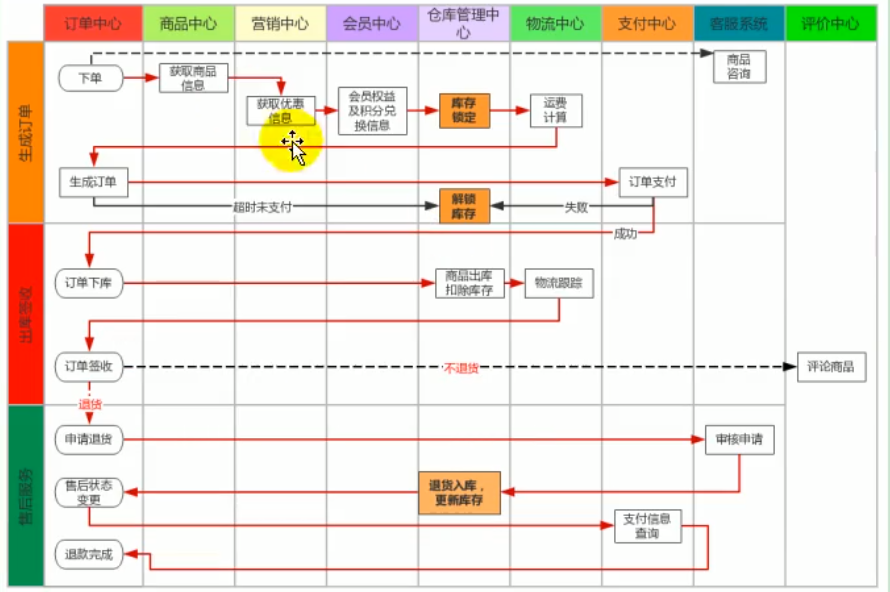 订单中心
商品中心
营销中心
会员中心
仓库管理中
心
物流中心
支付中心
客服系统
评价中心
生成订单
下单
获取商品
信息
商品
咨询
获取优惠
信息
会员权益
及积分兑
换信息
库存
锁定
运费
计算
生成订单
订单支付
超时未支付
解锁
库存
失败
成功
出库签收
订单下库
商品出库
扣除库存
物流跟踪
订单签收
不退货
评论商品
退货
售后服务
申请退货
审核申请
售后状态
变更
退货入库，
更新库存
支付信息
查询
退款完成